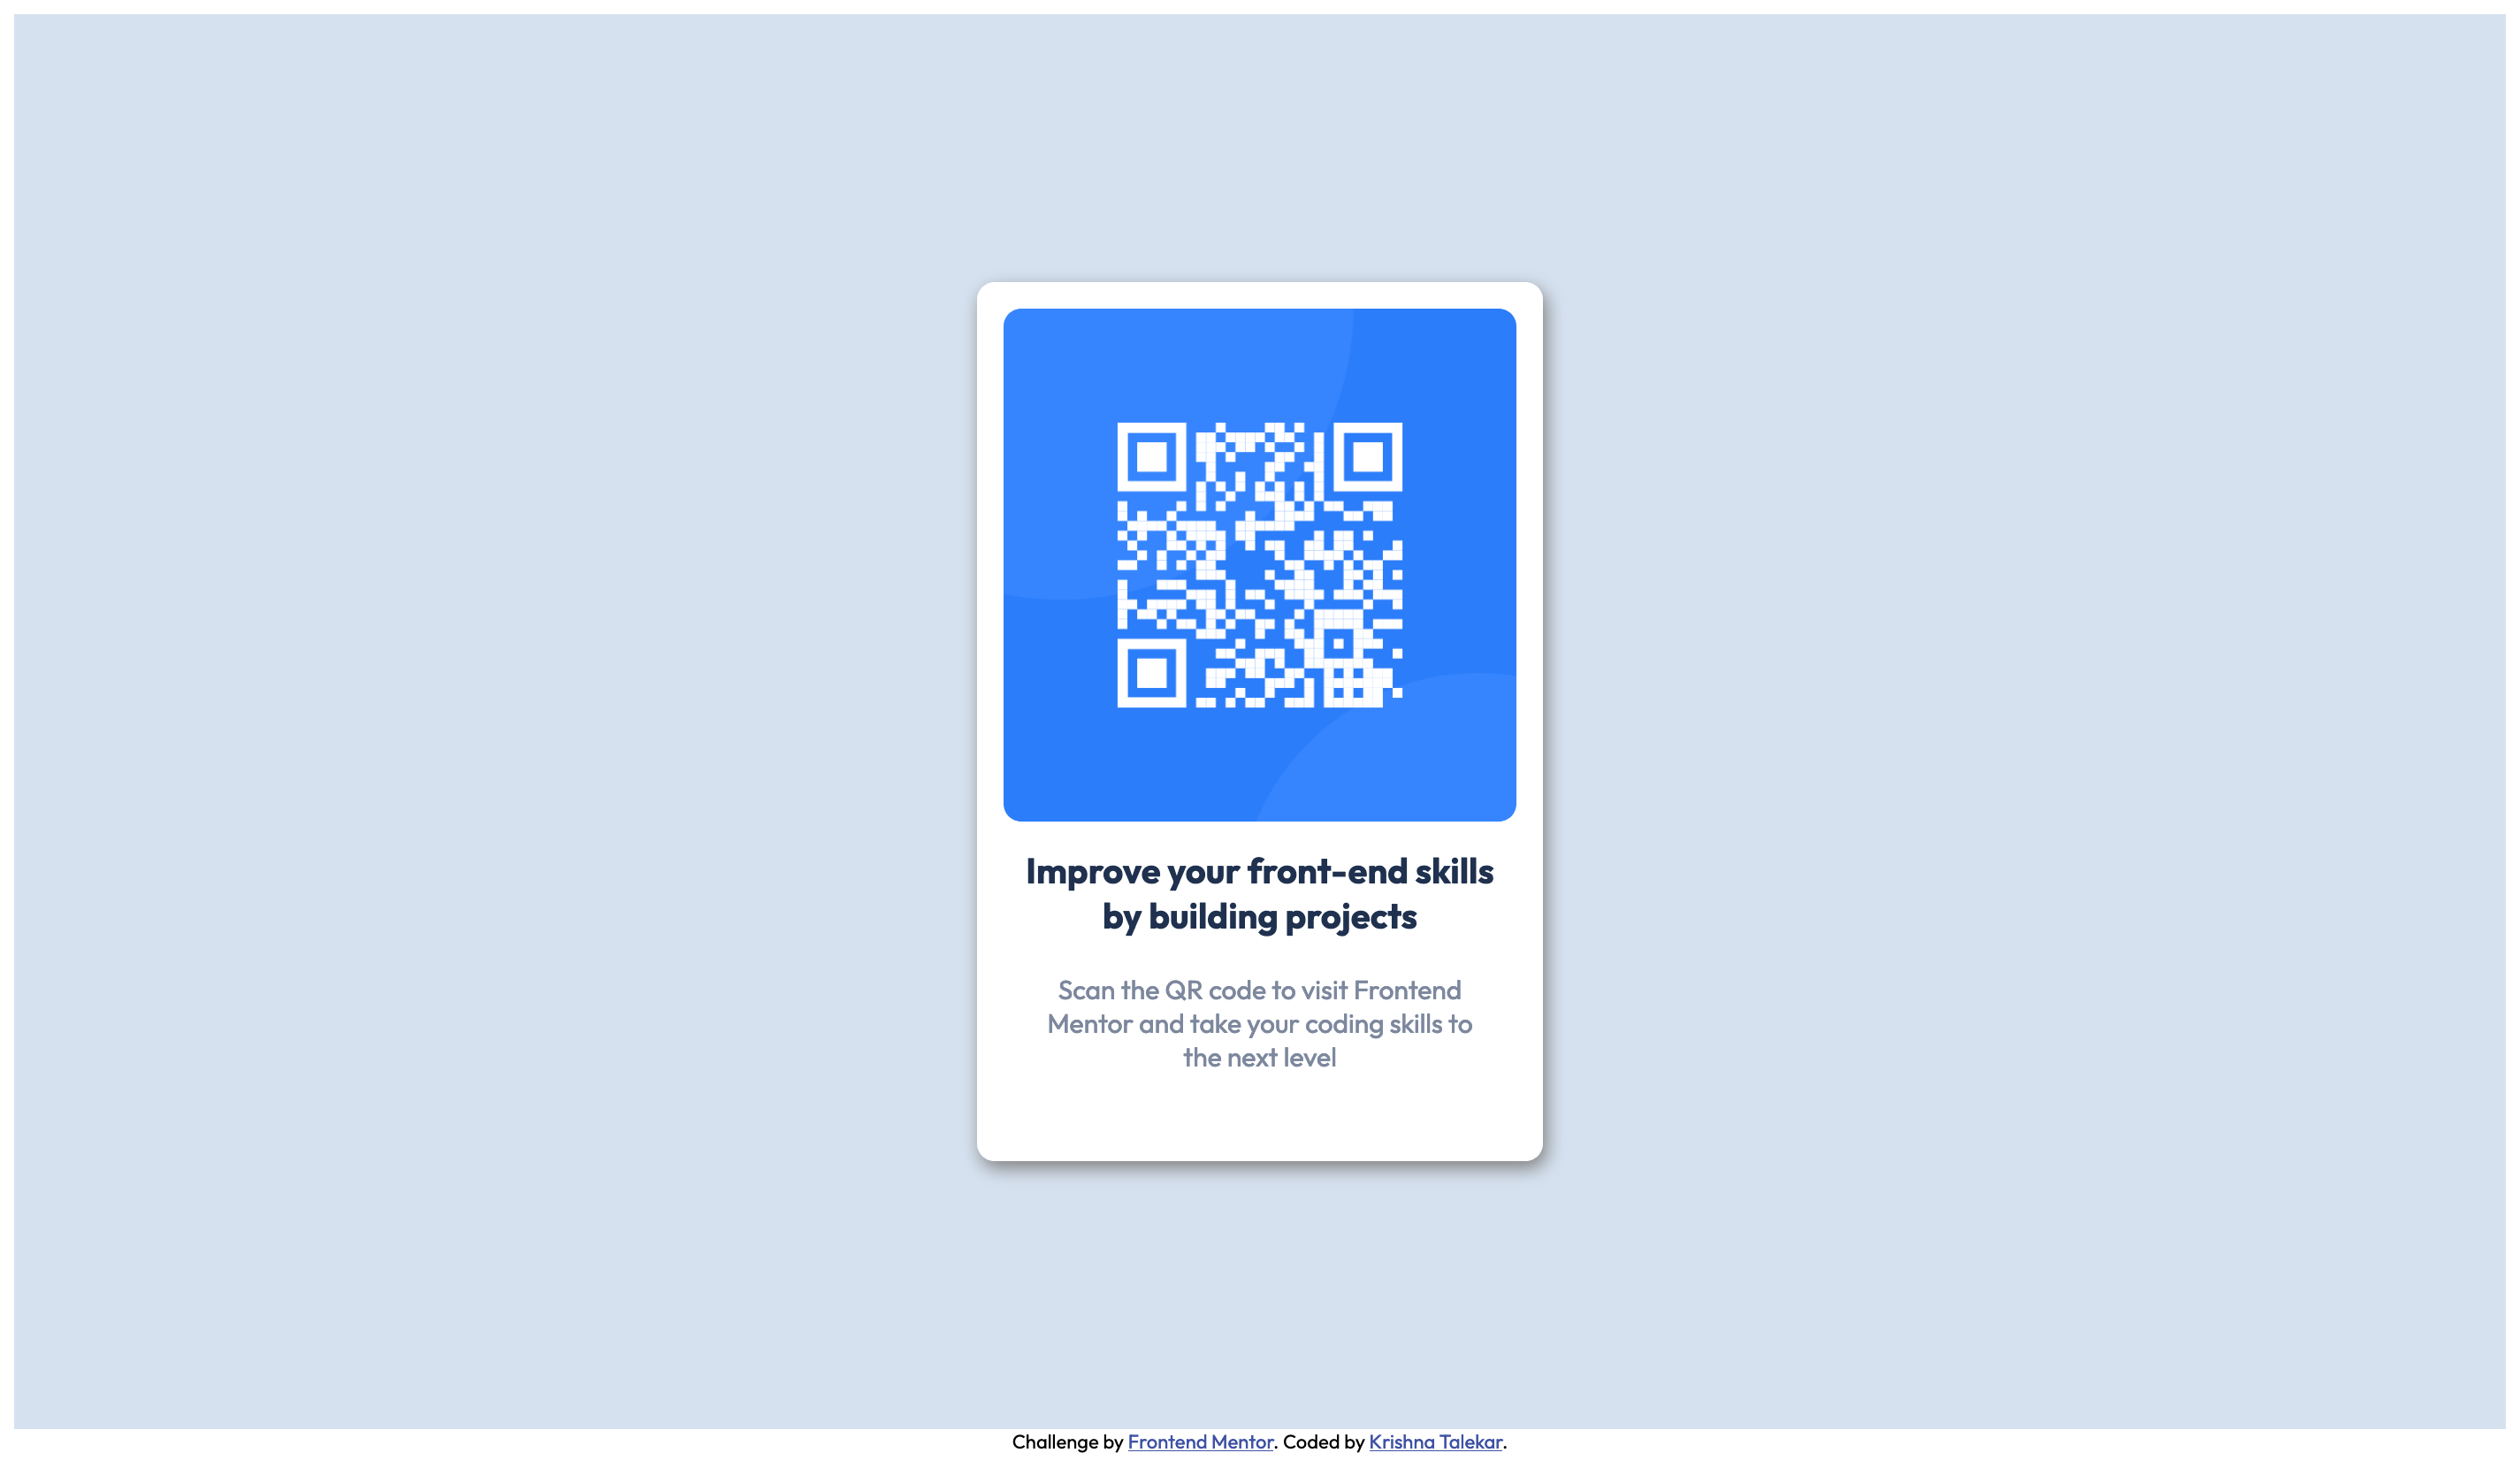 Improve your front-end skills
by building projects
Scan the QR code to visit Frontend
Mentor and take your coding skills to
the next level
Challenge by Frontend Mentor. Coded by Krishna Talekar.